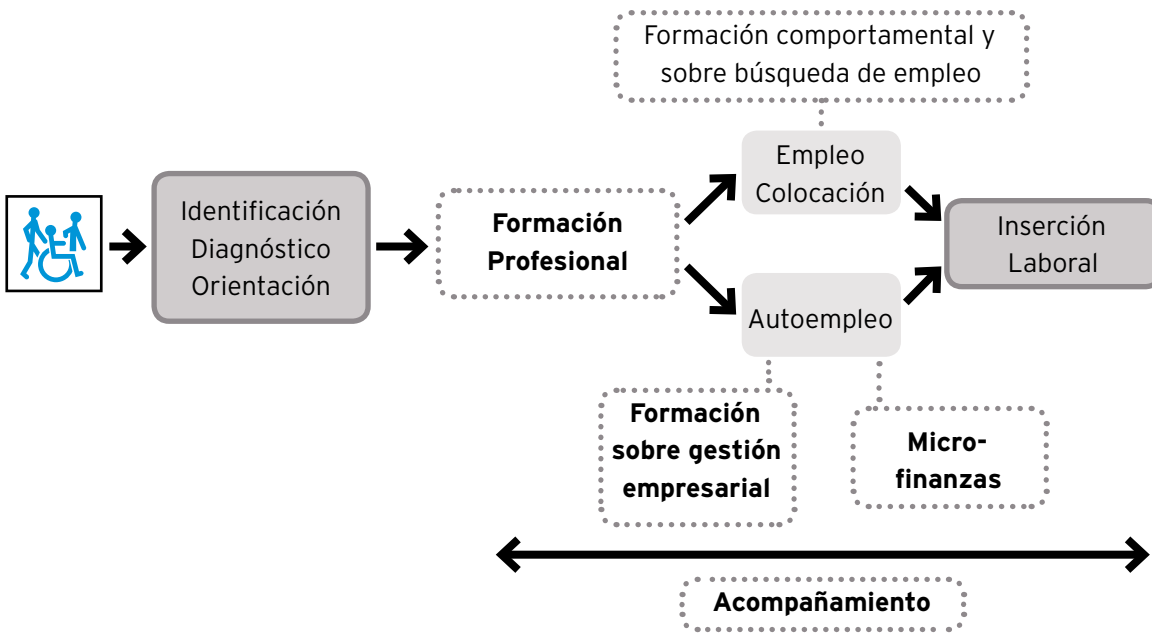 Formación comportamental y
sobre búsqueda de empleo
Identificación
Diagnóstico
Orientación
Formación
Profesional
Empleo
Colocación
Autoempleo
Inserción
Laboral
Formación
sobre gestión
empresarial
Micro-
finanzas
Acompañamiento